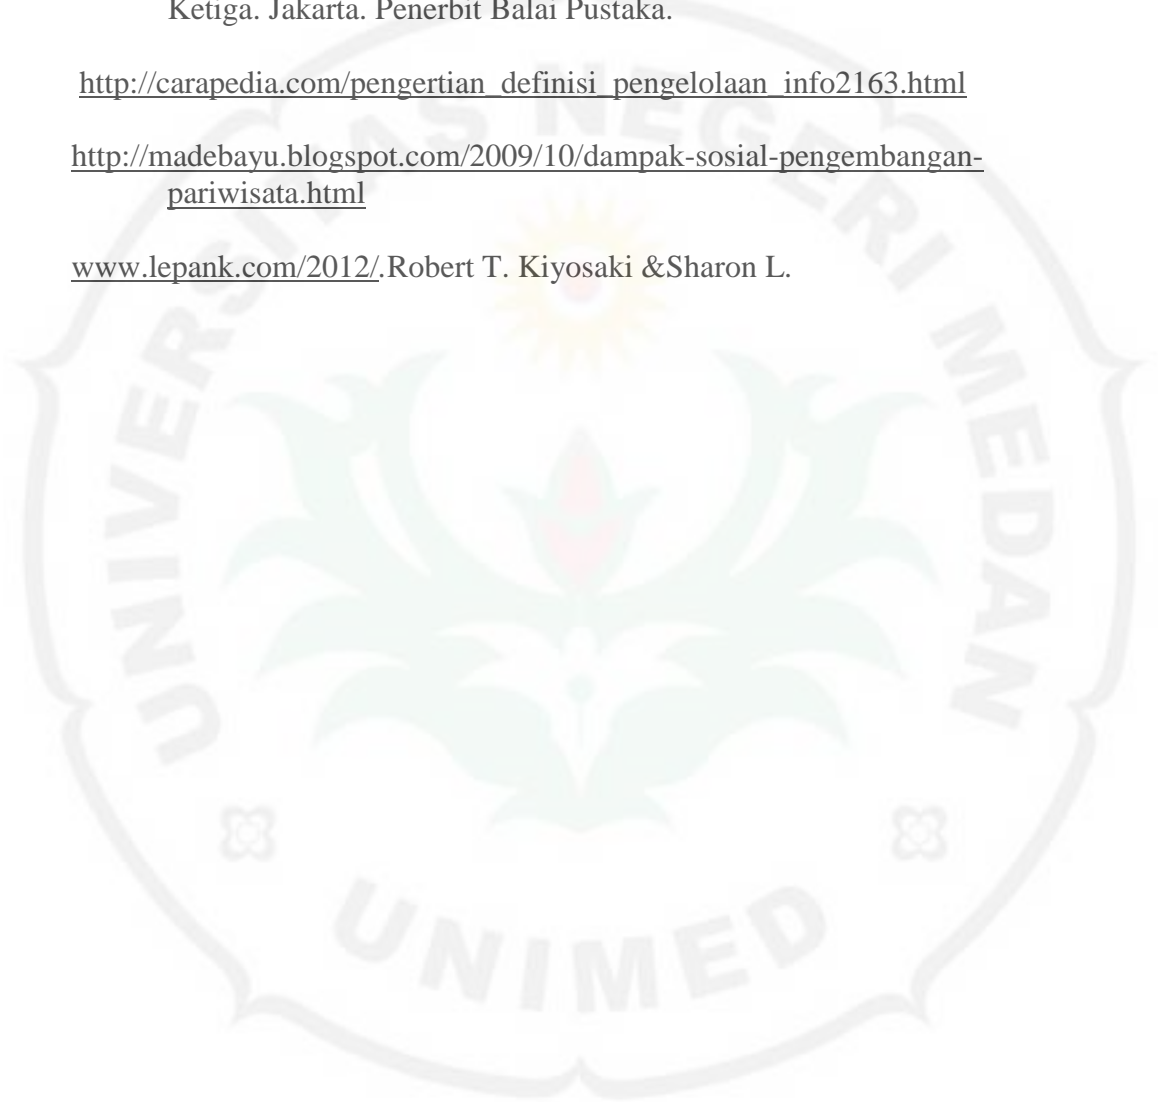 Ketiga. Jakarta. Penerbit Balai Pustaka.
http://carapedia.com/pengertian_definisi_pengelolaan_info2163.html
http://madebayu.blogspot.com/2009/10/dampak-sosial-pengembangan-
pariwisata.html
www.lepank.com/2012/.Robert T. Kiyosaki &Sharon L.
UNIVERSITAS NEGERI MEDAN
UNIMED